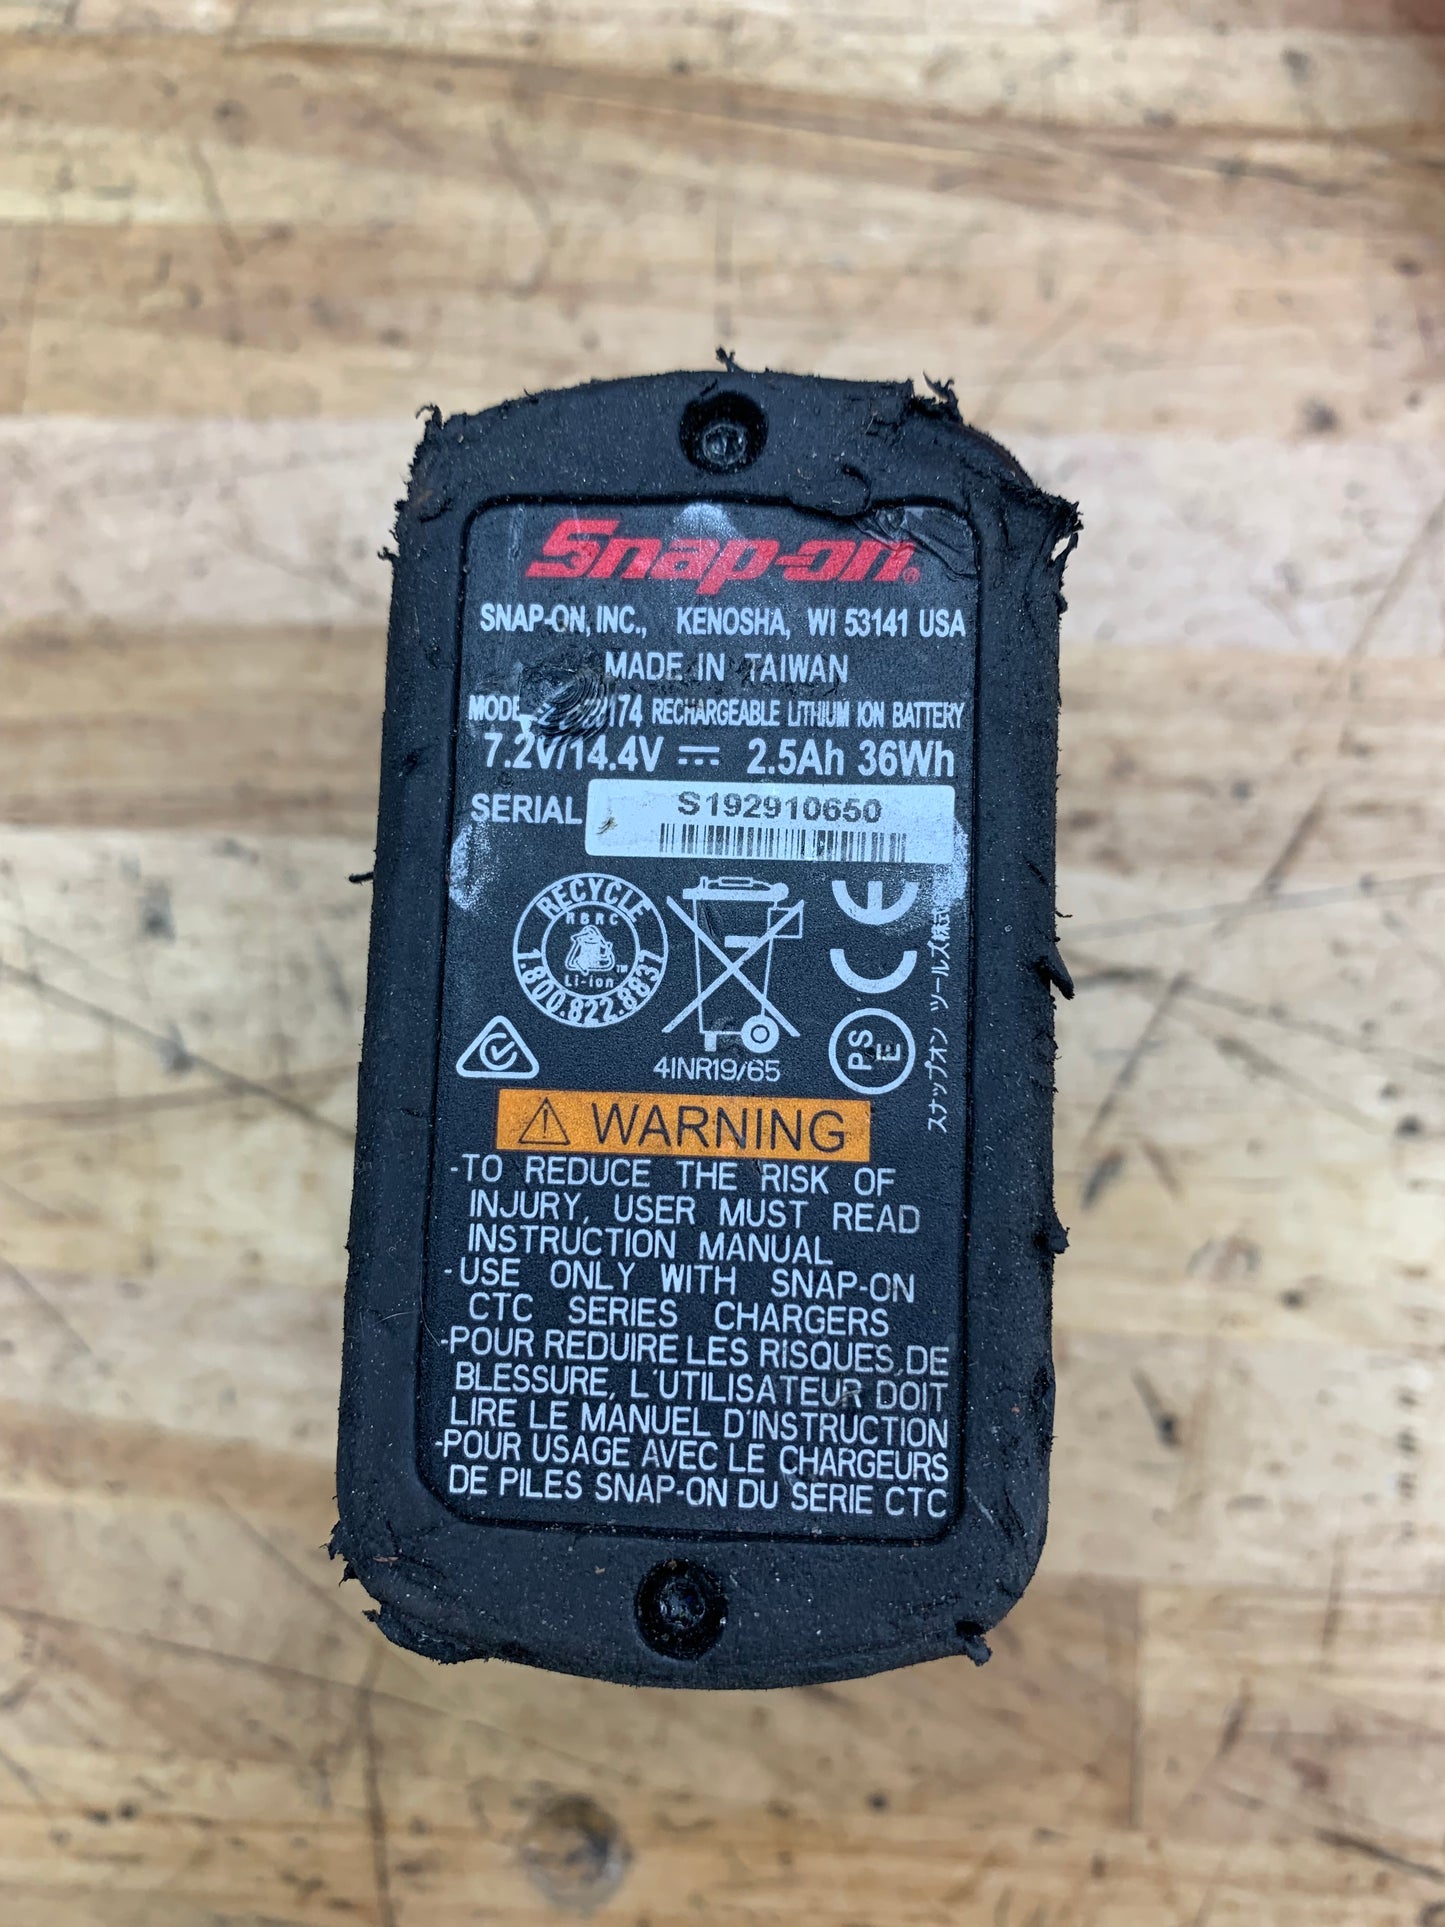 Snap-on®
SNAP-ON, INC., KENOSHA, WI 53141 USA
MADE IN TAIWAN
RECHARGEABLE LITHIUM ION BATTERY
7.2V/14.4V 2.5Ah 36Wh
SERIAL S192910650
RECYCLE
RBRC
Li-ion ™
1.800.822.8837
4INR19/65
CE
PS
E
スナップオン ツールズ株式
WARNING
-TO REDUCE THE RISK OF
INJURY, USER MUST READ
INSTRUCTION MANUAL
-USE ONLY WITH SNAP-ON
CTC SERIES CHARGERS
-POUR REDUIRE LES RISQUES DE
BLESSURE, L'UTILISATEUR DOIT
LIRE LE MANUEL D'INSTRUCTION
-POUR USAGE AVEC LE CHARGEURS
DE PILES SNAP-ON DU SERIE CTC